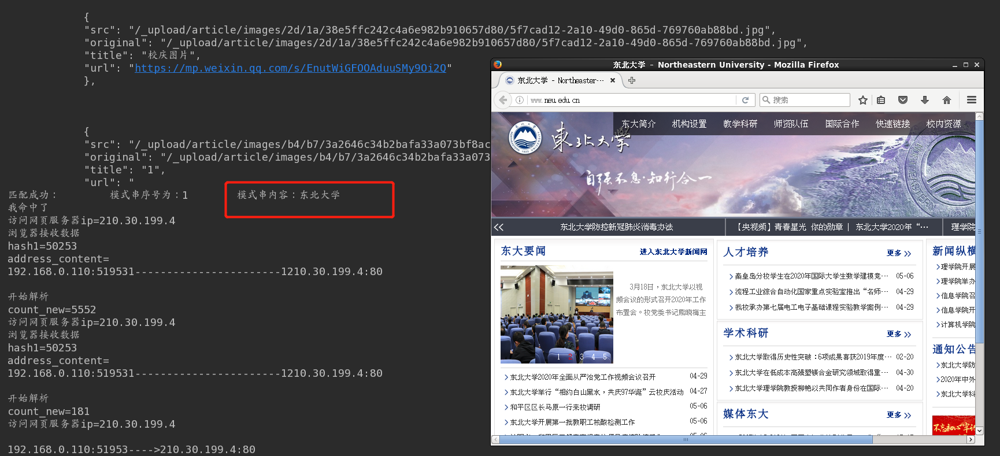 {
"src": "/_upload/article/images/2d/1a/38e5ffc242c4a6e982b910657d80/5f7cad12-2a10-49d0-865d-769760ab88bd.jpg",
"original": "/_upload/article/images/2d/1a/38e5ffc242c4a6e982b910657d80/5f7cad12-2a10-49d0-865d-769760ab88bd.jpg",
"title": "校庆图片",
"url": "https://mp.weixin.qq.com/s/EnutWiGFOOAduuSMy9Oi2Q"
},
{
"src": "/_upload/article/images/b4/b7/3a2646c34b2bafa33a073bf8ac
"original": "/_upload/article/images/b4/b7/3a2646c34b2bafa33a073
"title": "1",
"url": "
匹配成功： 模式串序号为：1 模式串内容：东北大学
我命中了
访问网页服务器ip=210.30.199.4
浏览器接收数据
hash1=50253
address_content=
192.168.0.110:519531-----------------------1210.30.199.4:80
开始解析
count_new=5552
访问网页服务器ip=210.30.199.4
浏览器接收数据
hash1=50253
address_content=
192.168.0.110:519531-----------------------1210.30.199.4:80
开始解析
count_new=181
访问网页服务器ip=210.30.199.4
192.168.0.110:51953---->210.30.199.4:80
东北大学 - Northeastern University - Mozilla Firefox
东北大学 - Northeaster…
www.neu.edu.cn
搜索
东大简介 机构设置 教学科研 师资队伍 国际合作 快速链接 校内资源
東北大学
自强不息·知行合一
东北大学防控新冠肺炎消毒办法
【央视频】青春星光 你的勋章｜ 东北大学2020年“…
理学院
东大要闻 进入东北大学新闻网
3月18日，东北大学以视
频会议的形式召开2020年工作
布置会。校党委书记熊晓梅主
1 2 3 4 5
东北大学2020年全面从严治党工作视频会议召开 04-29
东北大学举行“相约白山黑水，共庆97华诞”云校庆活动 04-27
和平区区长马原一行来校调研 05-06
东北大学开展第一批教职工核酸检测工作 05-06
人才培养 更多
秦皇岛分校学生在2020年国际大学生数学建模竞… 05-06
流程工业综合自动化国家重点实验室推出“名师… 04-29
我校承办第七届电工电子基础课程实验教学案例… 04-29
学术科研 更多
东北大学取得历史性突破：6项成果喜获2019年度… 02-20
东北大学在低成本高强塑镁合金研究领域取得重… 04-30
东北大学理学院教授柳艳以共同作者身份在国际… 04-20
媒体东大 更多
新闻纵横
理学院开展
理学院举办
信息学院召
信息学院开
计算机学院
通知公告
东北大学防
2020年中外
东北大学科
不忘初心 牢记